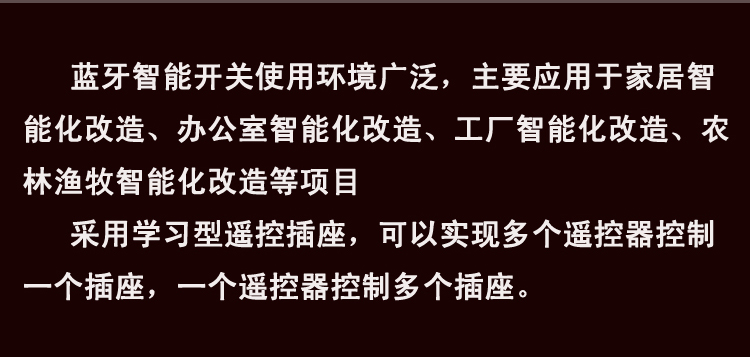 蓝牙智能开关使用环境广泛，主要应用于家居智
能化改造、办公室智能化改造、工厂智能化改造、农
林渔牧智能化改造等项目
采用学习型遥控插座，可以实现多个遥控器控制
一个插座，一个遥控器控制多个插座。